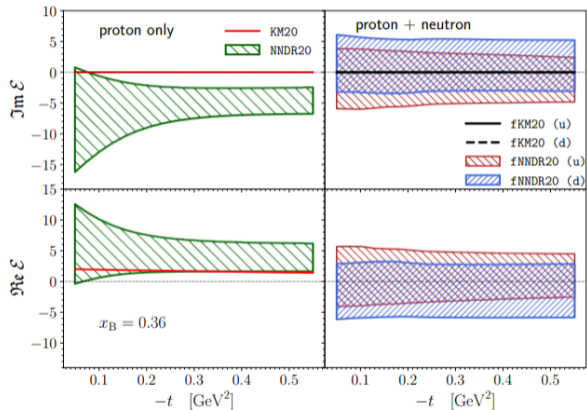 proton only
KM20
NNDR20
proton + neutron
fKM20 (u)
fKM20 (d)
fNNDR20 (u)
fNNDR20 (d)
ℑm ℰ
10
5
0
−5
−10
−15
ℜe ℰ
15
10
5
0
−5
−10
x_B = 0.36
0.1 0.2 0.3 0.4 0.5
0.1 0.2 0.3 0.4 0.5
−t [GeV²]
−t [GeV²]